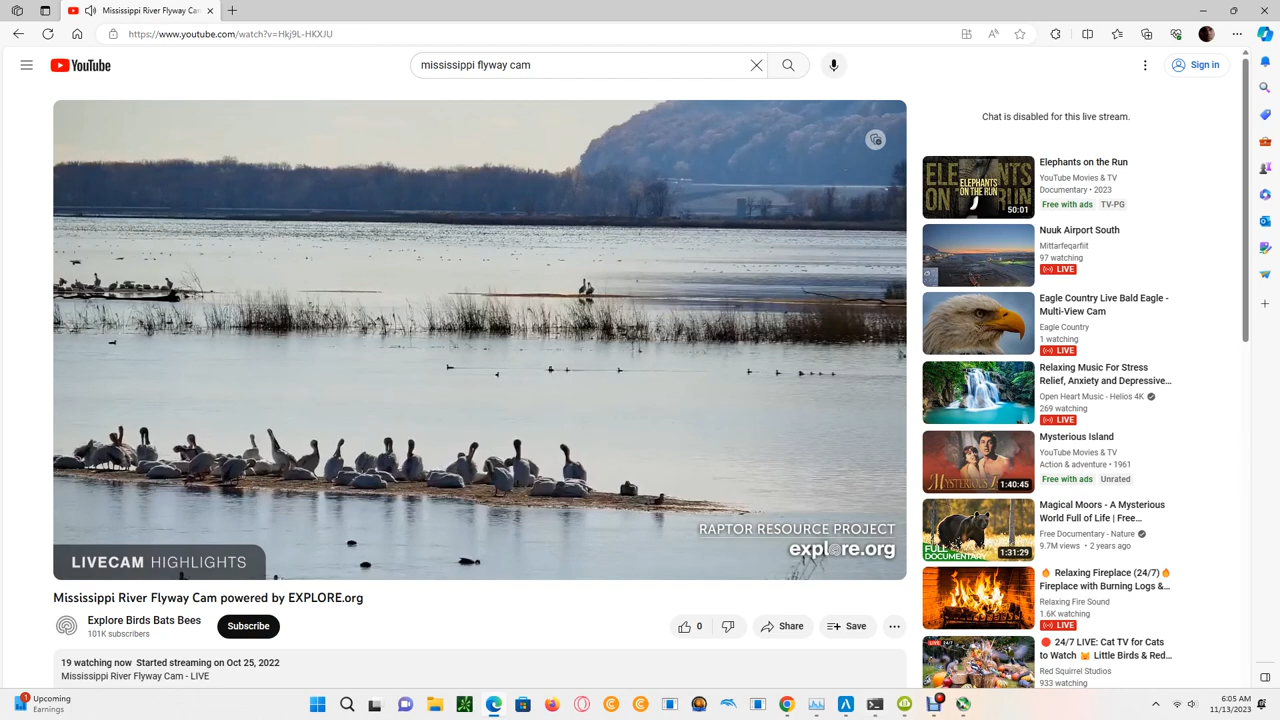 Mississippi River Flyway Cam
https://www.youtube.com/watch?v=Hkj9L-HKXJU
YouTube
mississippi flyway cam
Sign in
LIVECAM HIGHLIGHTS
RAPTOR RESOURCE PROJECT
explore.org
Mississippi River Flyway Cam powered by EXPLORE.org
Explore Birds Bats Bees
101K subscribers
Subscribe
0
Share
Save
19 watching now Started streaming on Oct 25, 2022
Mississippi River Flyway Cam - LIVE
Chat is disabled for this live stream.
ELEPHANTS ON THE RUN
50:01
Elephants on the Run
YouTube Movies & TV
Documentary • 2023
Free with ads TV-PG
Nuuk Airport South
Mittarfeqarfiit
97 watching
LIVE
Eagle Country Live Bald Eagle -
Multi-View Cam
Eagle Country
1 watching
LIVE
Relaxing Music For Stress
Relief, Anxiety and Depressive...
Open Heart Music - Helios 4K
269 watching
LIVE
1:40:45
Mysterious Island
YouTube Movies & TV
Action & adventure • 1961
Free with ads Unrated
FULL
DOCUMENTARY
1:31:29
Magical Moors - A Mysterious
World Full of Life | Free...
Free Documentary - Nature
9.7M views • 2 years ago
🔥 Relaxing Fireplace (24/7)🔥
Fireplace with Burning Logs &...
Relaxing Fire Sound
1.6K watching
LIVE
LIVE 24/7
🔴 24/7 LIVE: Cat TV for Cats
to Watch 😸 Little Birds & Red...
Red Squirrel Studios
933 watching
1
Upcoming
Earnings
6:05 AM
11/13/2023